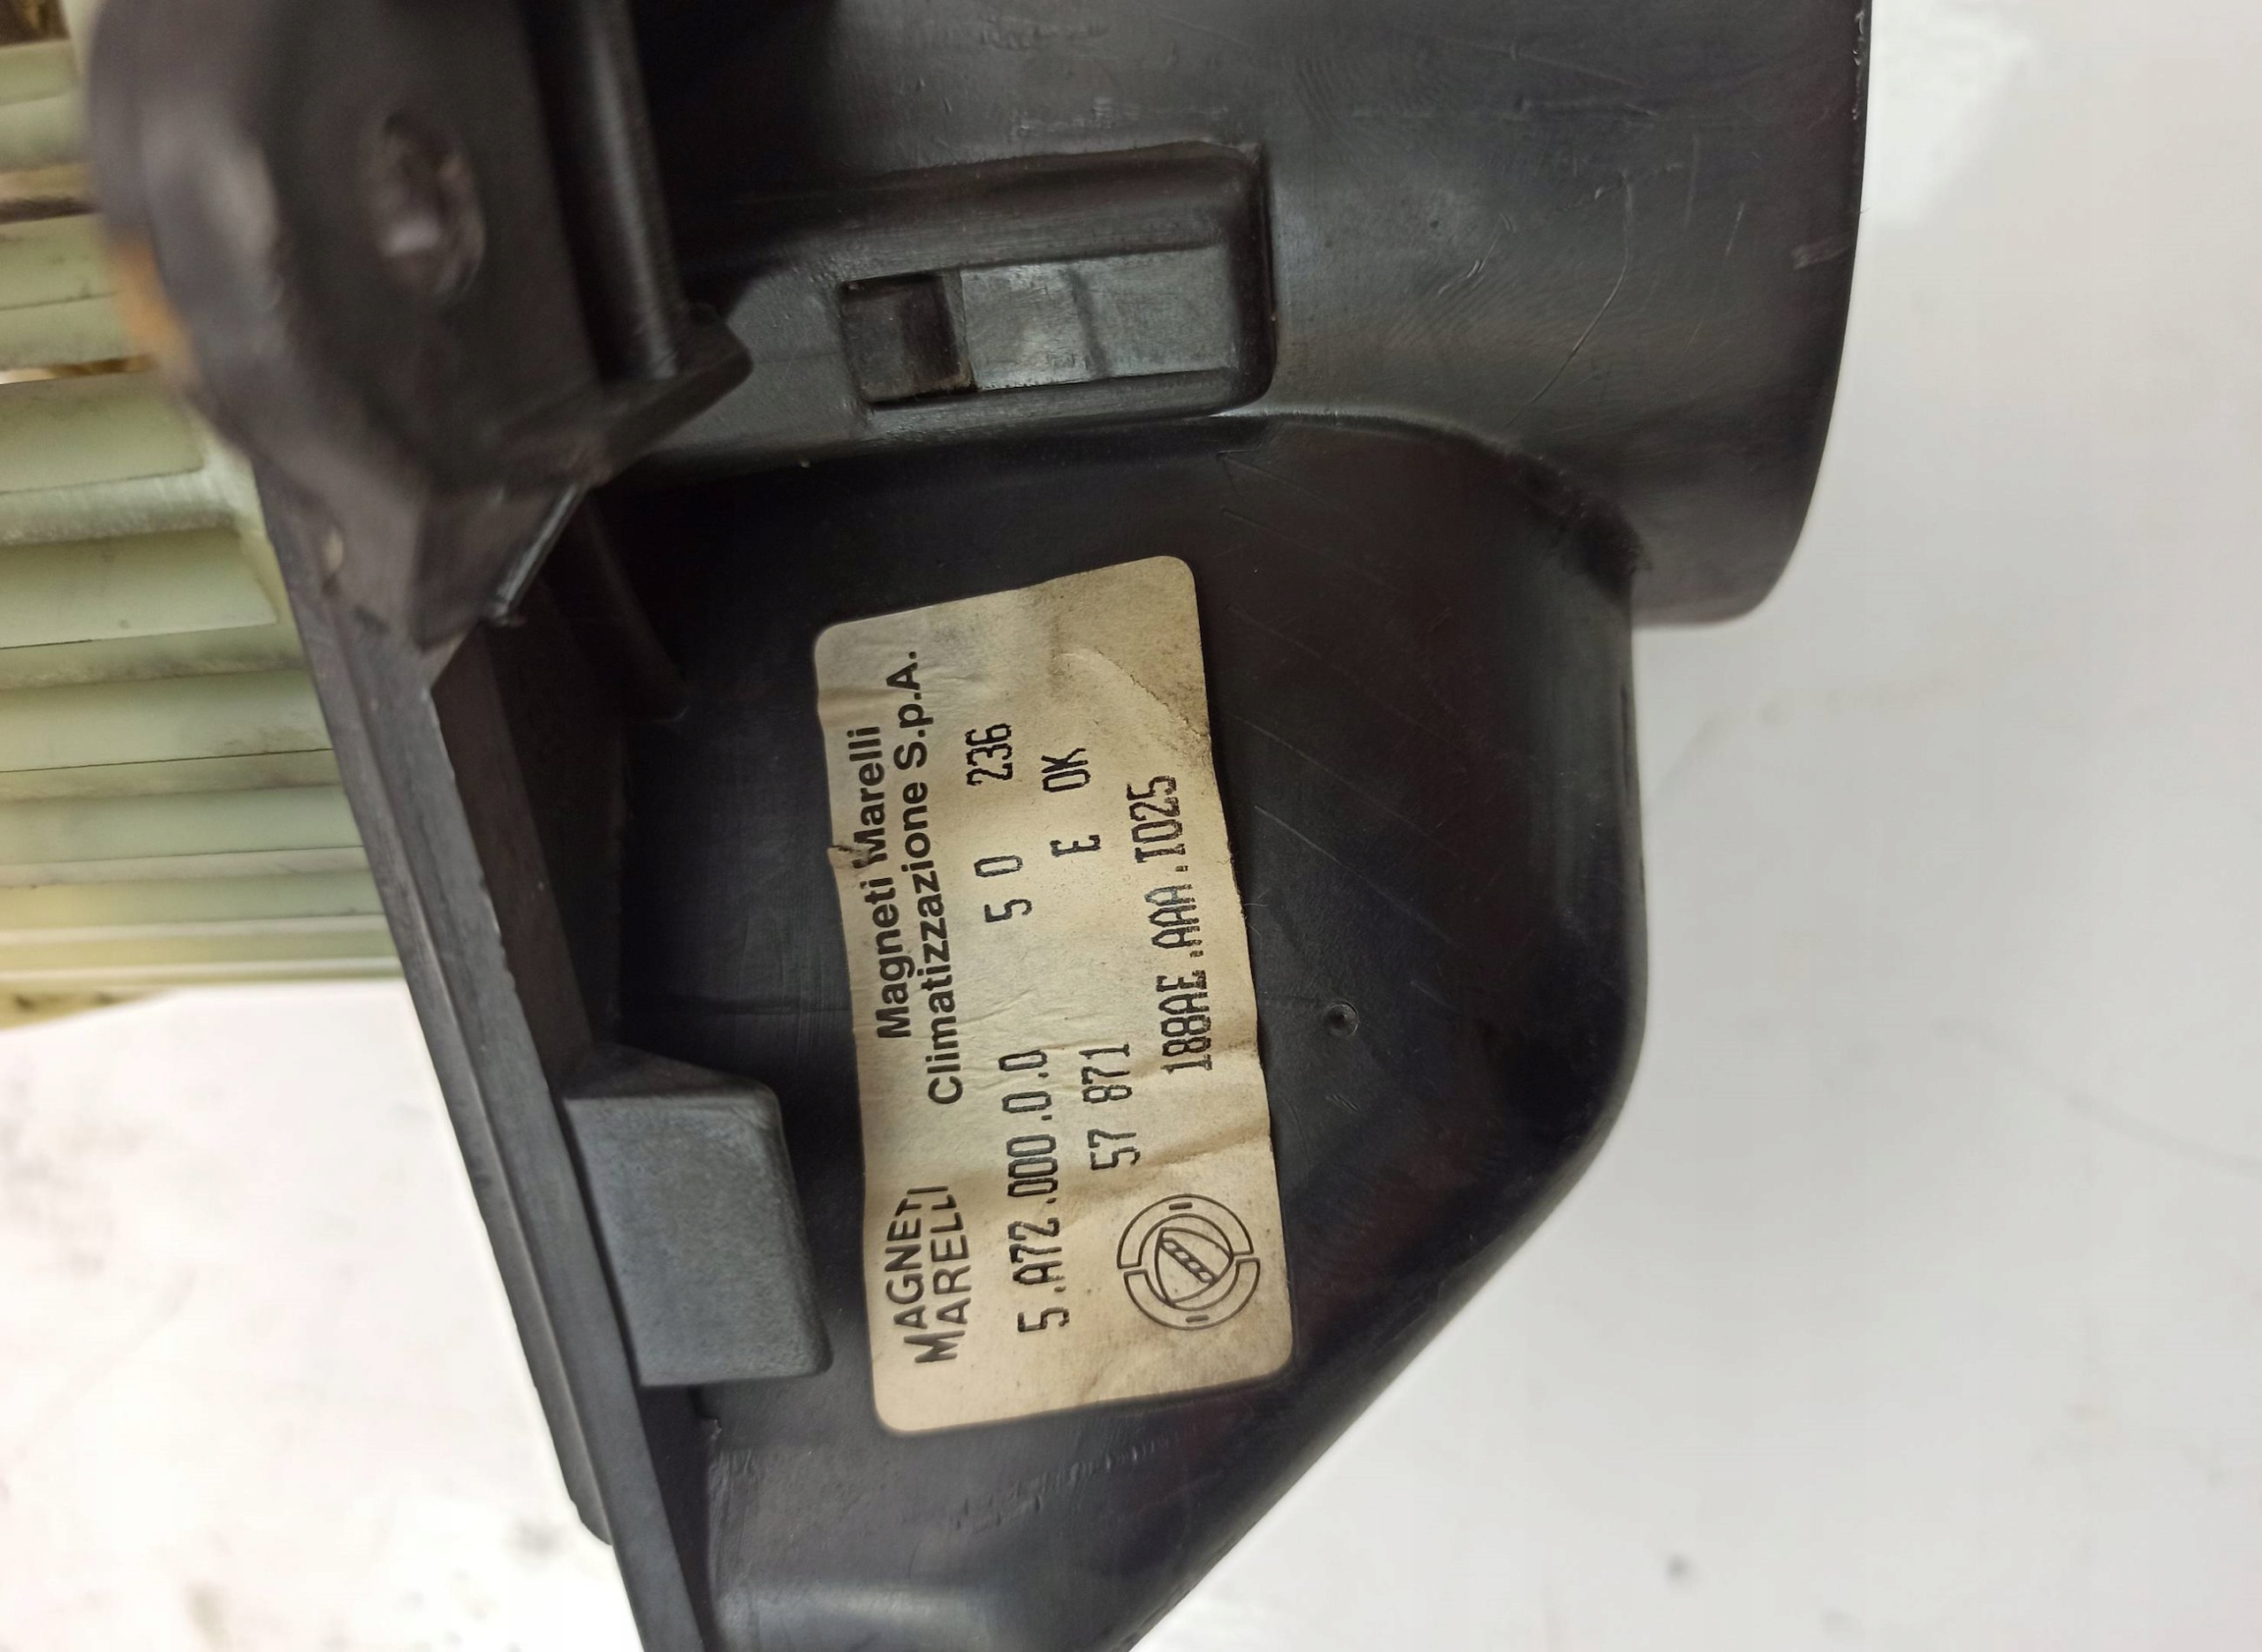 MAGNETI
MARELLI
Magneti Marelli
Climatizzazione S.p.A.
5.A72.000.0.0 5 0 236
57 871 E OK
188AE.AAA.I025